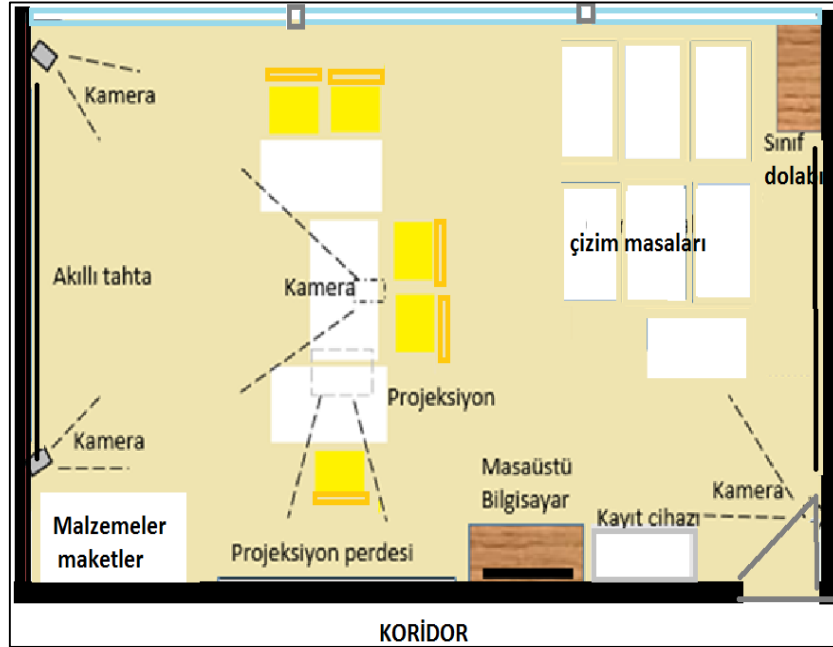 Kamera
Sınıf
dolabı
çizim masaları
Akıllı tahta
Kamera
Projeksiyon
Kamera
Masaüstü
Bilgisayar
Kamera
Kayıt cihazı
Malzemeler
maketler
Projeksiyon perdesi
KORİDOR